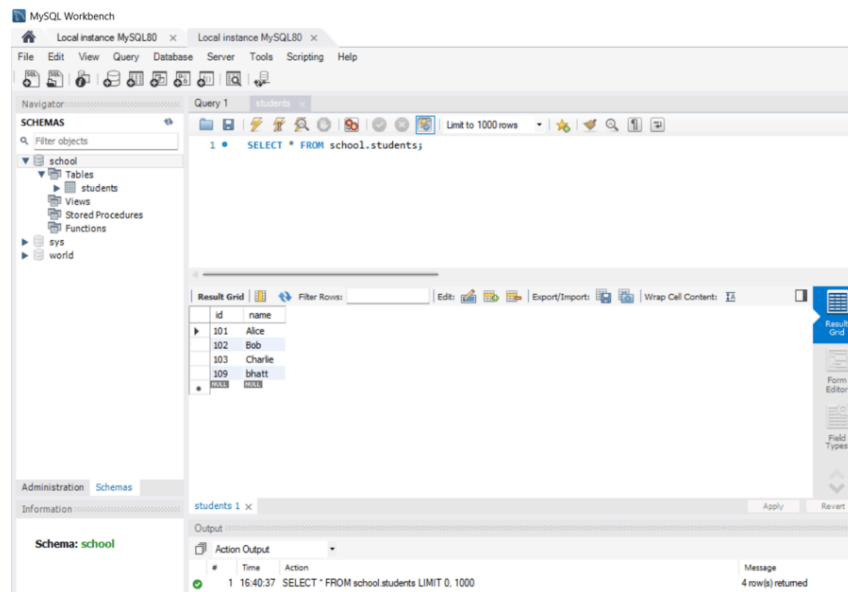 MySQL Workbench
Local instance MySQL80 × Local instance MySQL80 ×
File Edit View Query Database Server Tools Scripting Help
Navigator Query 1 students ×
SCHEMAS
Limit to 1000 rows
Filter objects
1 SELECT * FROM school.students;
school
Tables
students
Views
Stored Procedures
Functions
sys
world
Result Grid Filter Rows: Edit: Export/Import: Wrap Cell Content:
id name
101 Alice
102 Bob
103 Charlie
109 bhatt
NULL NULL
Result Grid
Form Editor
Field Types
Administration Schemas
students 1 × Apply Revert
Information Output
Schema: school
Action Output
# Time Action Message
1 16:40:37 SELECT * FROM school.students LIMIT 0, 1000 4 row(s) returned